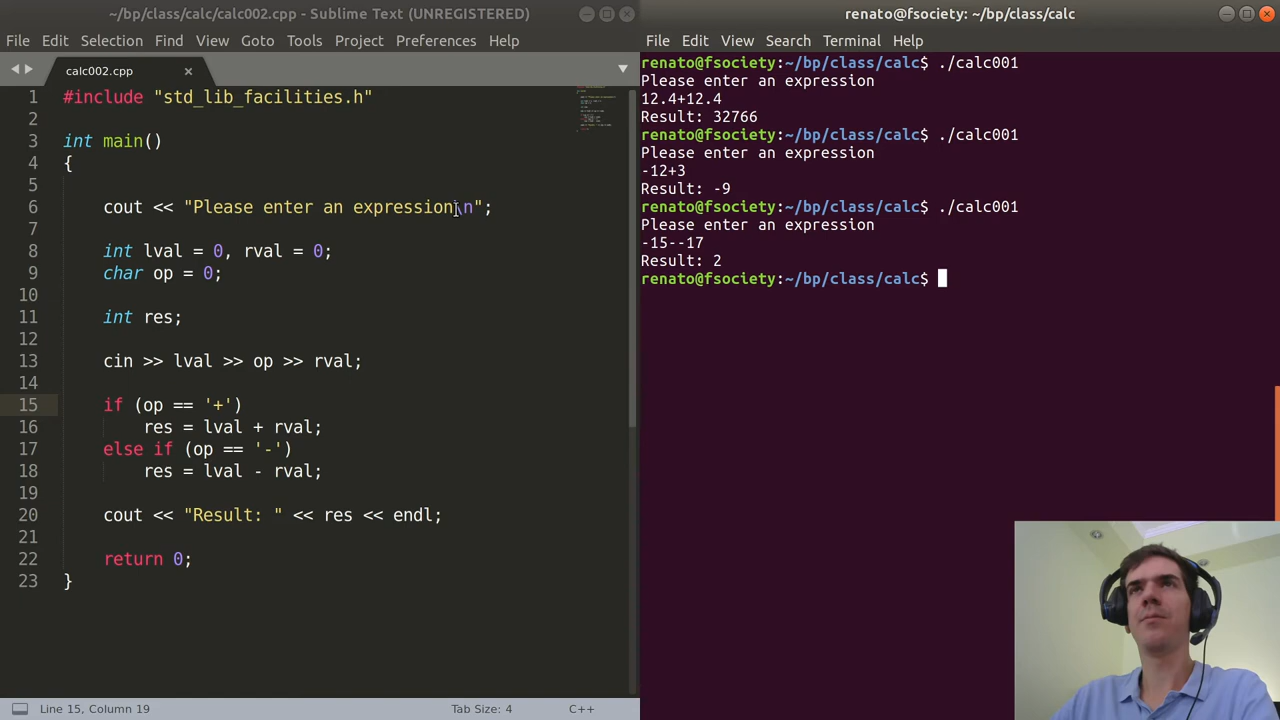 ~/bp/class/calc/calc002.cpp - Sublime Text (UNREGISTERED)
File Edit Selection Find View Goto Tools Project Preferences Help
calc002.cpp
1 #include "std_lib_facilities.h"
2
3 int main()
4 {
5
6 cout << "Please enter an expression\n";
7
8 int lval = 0, rval = 0;
9 char op = 0;
10
11 int res;
12
13 cin >> lval >> op >> rval;
14
15 if (op == '+')
16 res = lval + rval;
17 else if (op == '-')
18 res = lval - rval;
19
20 cout << "Result: " << res << endl;
21
22 return 0;
23 }
Line 15, Column 19 Tab Size: 4 C++
renato@fsociety: ~/bp/class/calc
File Edit View Search Terminal Help
renato@fsociety:~/bp/class/calc$ ./calc001
Please enter an expression
12.4+12.4
Result: 32766
renato@fsociety:~/bp/class/calc$ ./calc001
Please enter an expression
-12+3
Result: -9
renato@fsociety:~/bp/class/calc$ ./calc001
Please enter an expression
-15--17
Result: 2
renato@fsociety:~/bp/class/calc$